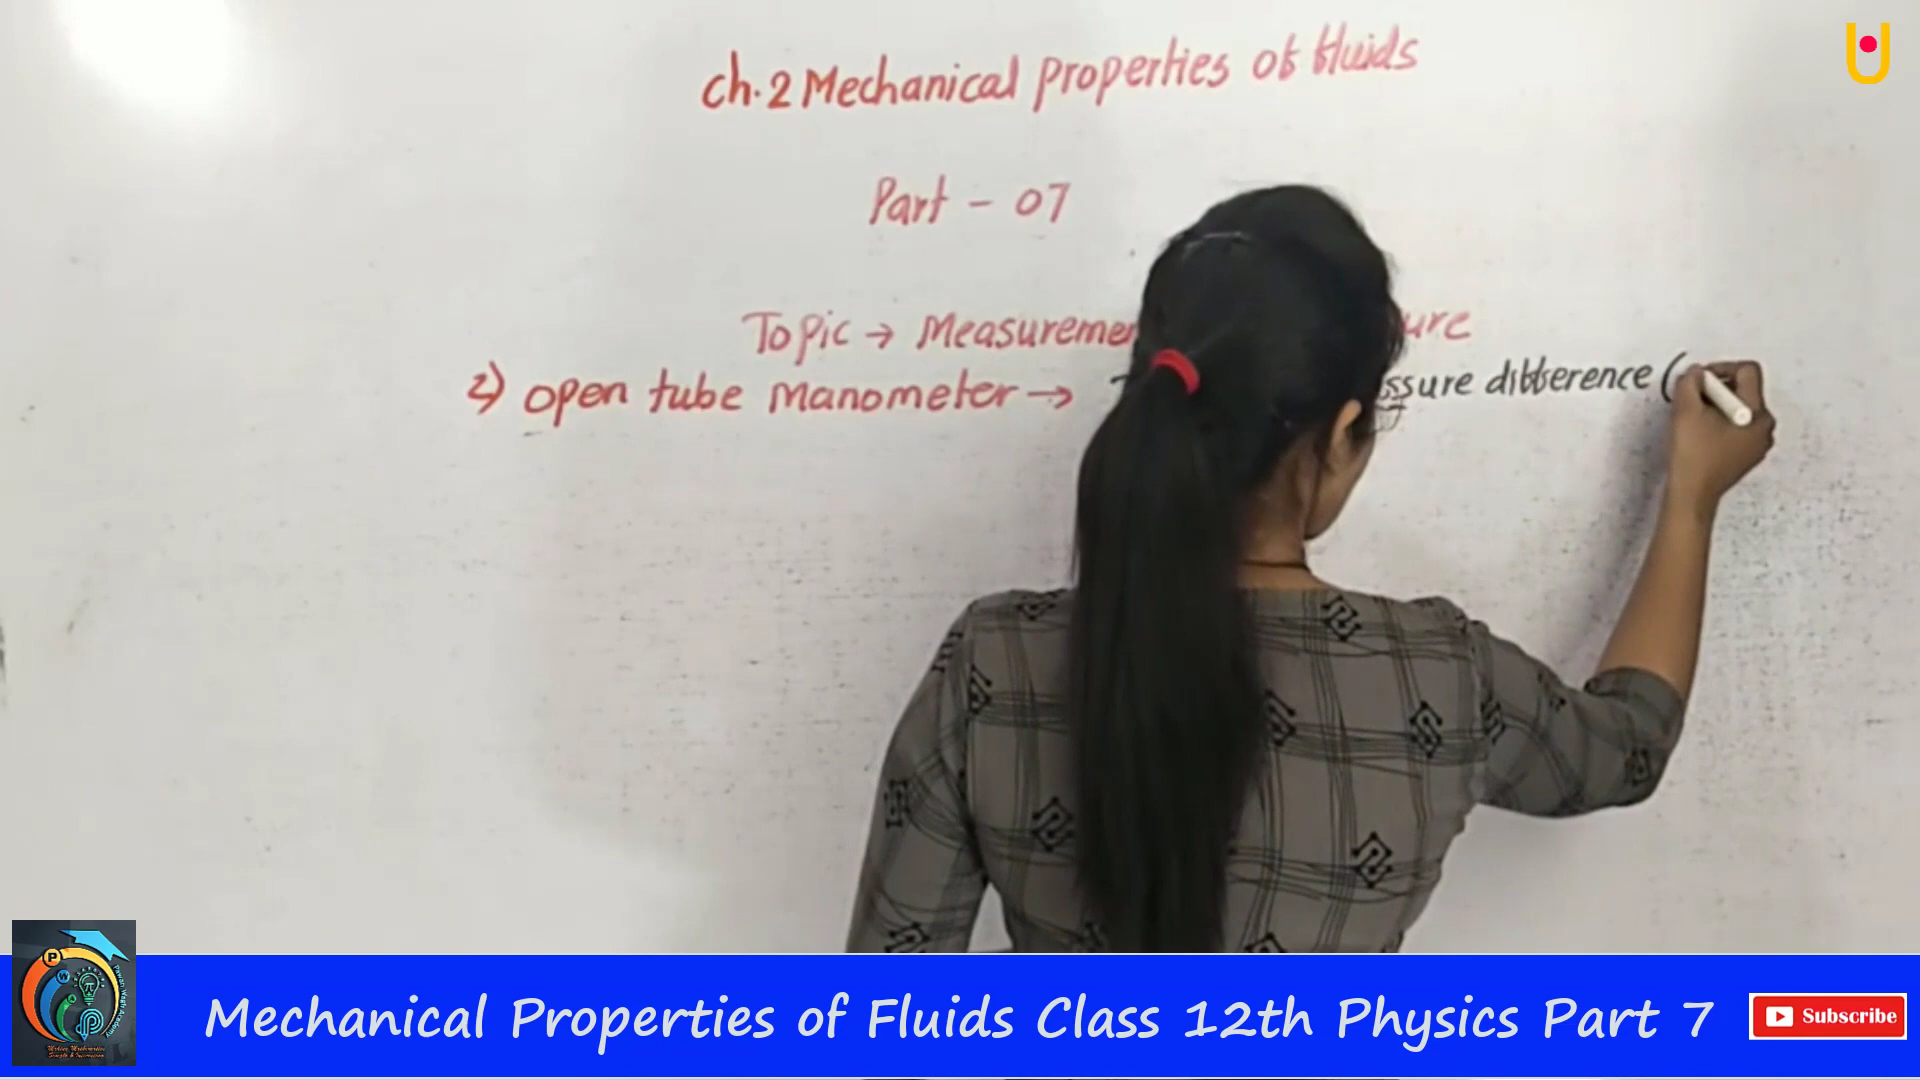 Ch.2 Mechanical Properties of fluids
Part - 07
Topic → Measuremen ure
2) open tube manometer → ssure difference (
Mechanical Properties of Fluids Class 12th Physics Part 7
Subscribe